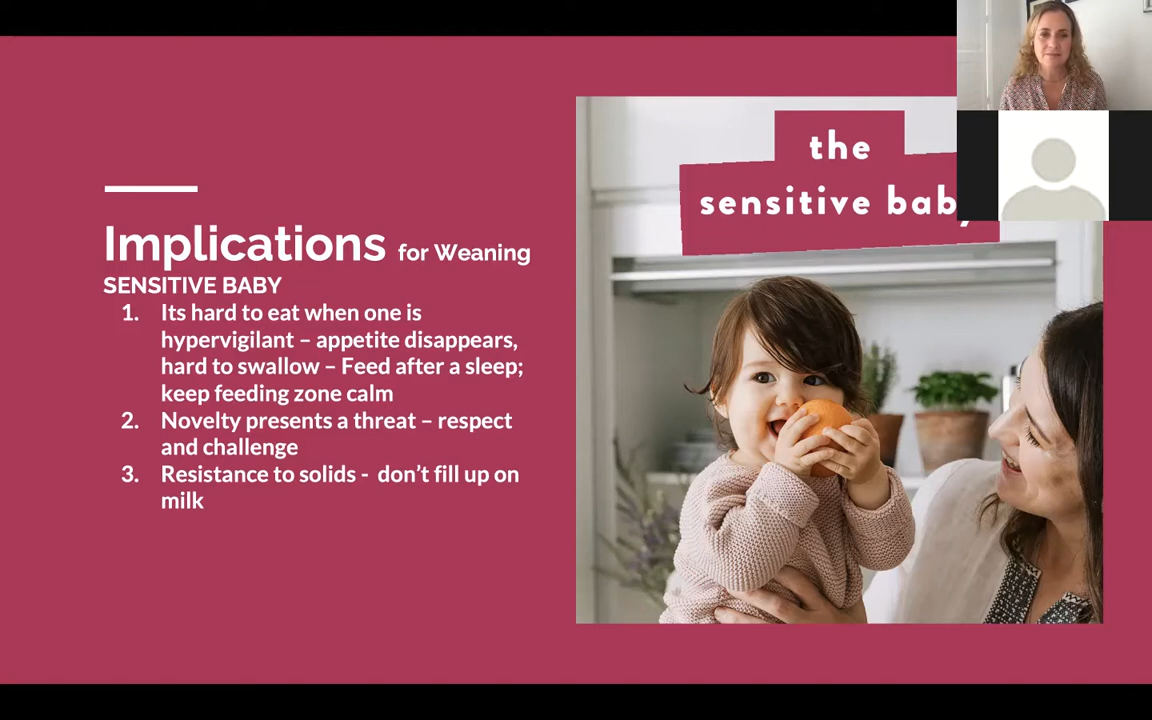 Implications for Weaning
SENSITIVE BABY
1. Its hard to eat when one is
hypervigilant – appetite disappears,
hard to swallow – Feed after a sleep;
keep feeding zone calm
2. Novelty presents a threat – respect
and challenge
3. Resistance to solids - don’t fill up on
milk
the
sensitive baby